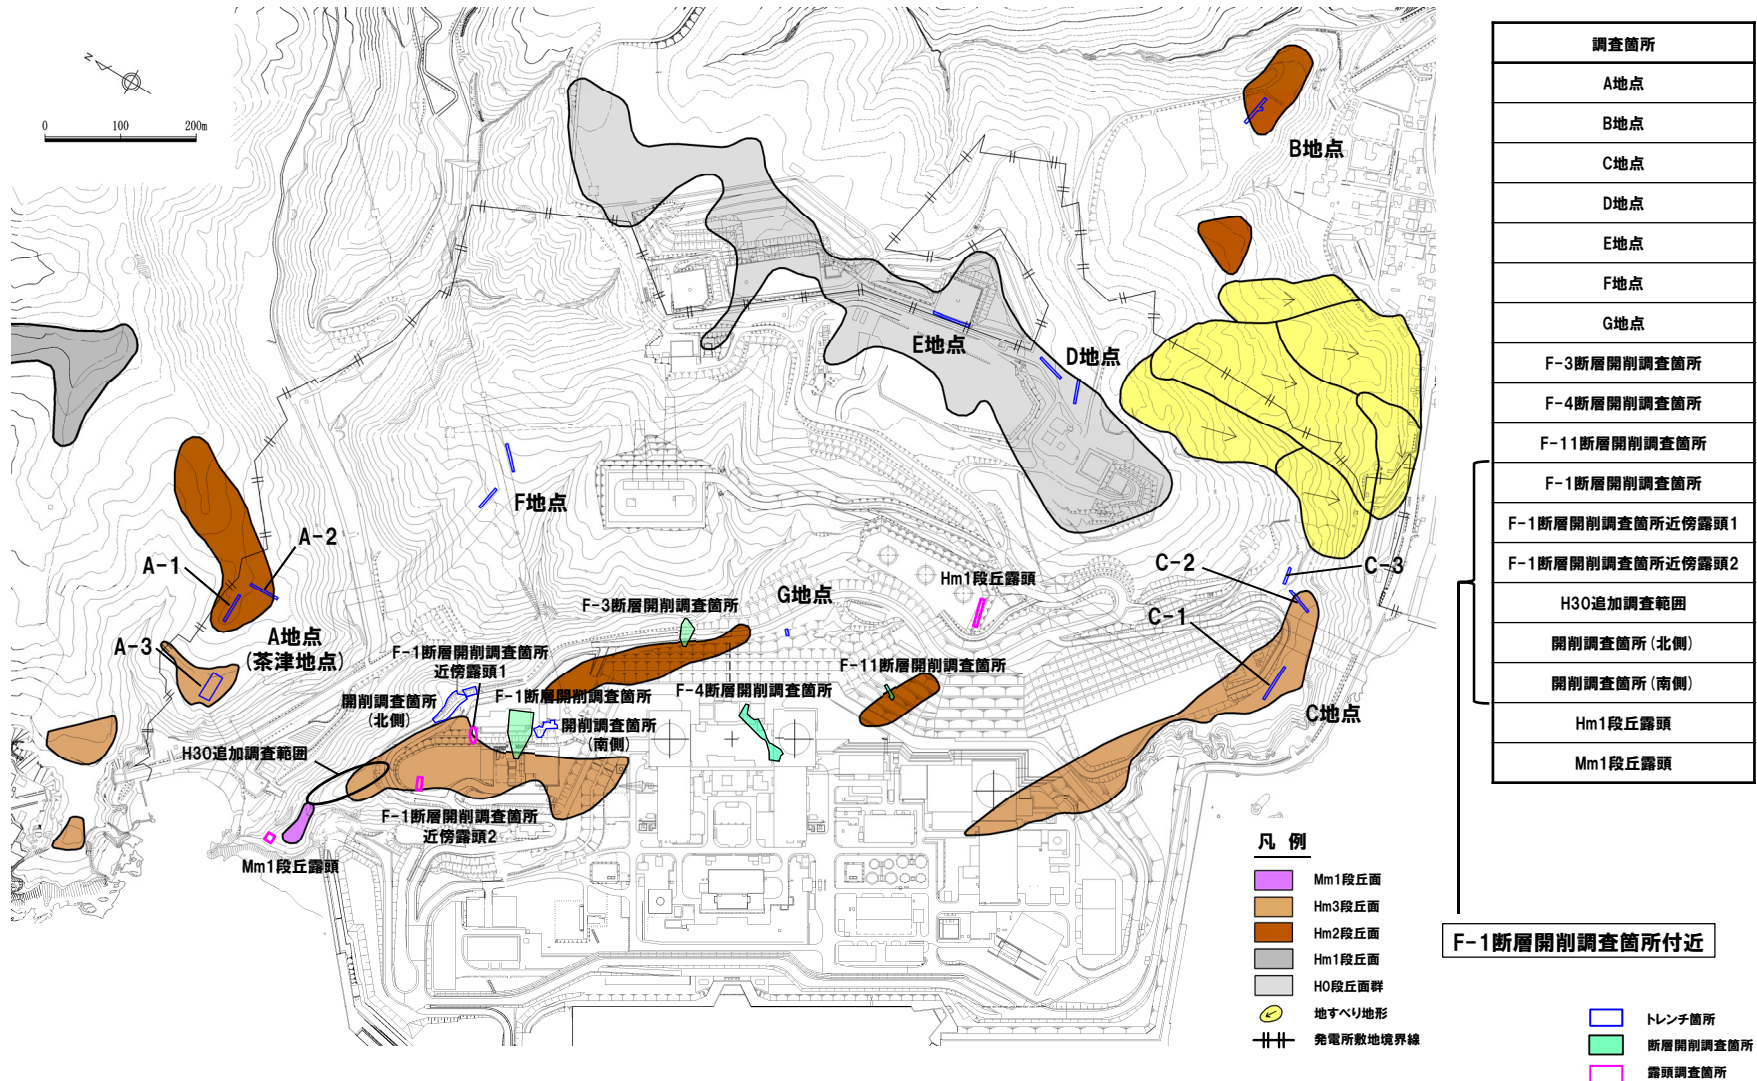 N
0 100 200m
B地点
E地点
D地点
F地点
A-2
A-1
A地点
(茶津地点)
A-3
C-2
C-3
C-1
C地点
Hm1段丘露頭
G地点
F-3断層開削調査箇所
F-1断層開削調査箇所
近傍露頭1
F-11断層開削調査箇所
F-1断層開削調査箇所
F-4断層開削調査箇所
開削調査箇所
(北側)
開削調査箇所
(南側)
H30追加調査範囲
F-1断層開削調査箇所
近傍露頭2
Mm1段丘露頭
凡 例
Mm1段丘面
Hm3段丘面
Hm2段丘面
Hm1段丘面
H0段丘面群
地すべり地形
発電所敷地境界線
調査箇所
A地点
B地点
C地点
D地点
E地点
F地点
G地点
F-3断層開削調査箇所
F-4断層開削調査箇所
F-11断層開削調査箇所
F-1断層開削調査箇所
F-1断層開削調査箇所近傍露頭1
F-1断層開削調査箇所近傍露頭2
H30追加調査範囲
開削調査箇所(北側)
開削調査箇所(南側)
Hm1段丘露頭
Mm1段丘露頭
F-1断層開削調査箇所付近
トレンチ箇所
断層開削調査箇所
露頭調査箇所